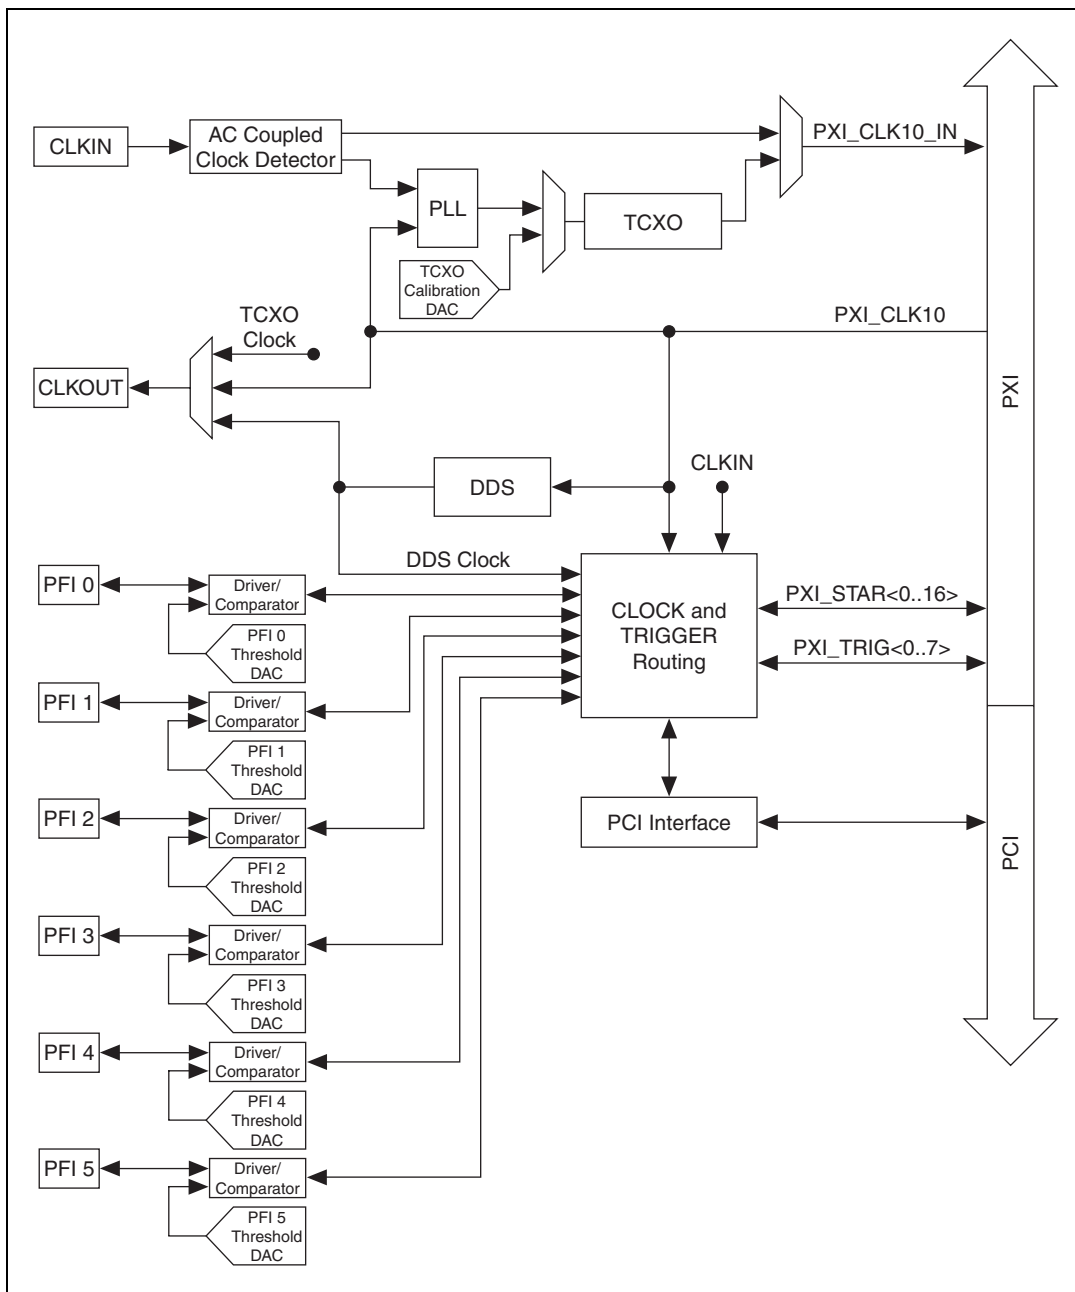 CLKIN
AC Coupled
Clock Detector
PXI_CLK10_IN
PLL
TCXO
TCXO
Calibration
DAC
TCXO
Clock
PXI_CLK10
CLKOUT
PXI
DDS
CLKIN
DDS Clock
PFI 0
Driver/
Comparator
PFI 0
Threshold
DAC
CLOCK and
TRIGGER
Routing
PXI_STAR<0..16>
PXI_TRIG<0..7>
PFI 1
Driver/
Comparator
PFI 1
Threshold
DAC
PFI 2
Driver/
Comparator
PFI 2
Threshold
DAC
PCI Interface
PCI
PFI 3
Driver/
Comparator
PFI 3
Threshold
DAC
PFI 4
Driver/
Comparator
PFI 4
Threshold
DAC
PFI 5
Driver/
Comparator
PFI 5
Threshold
DAC